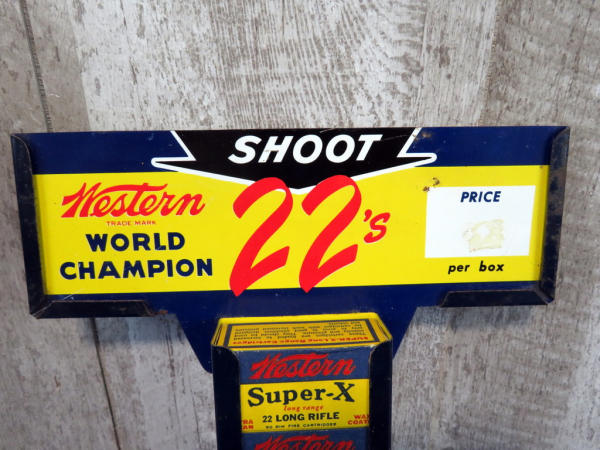 SHOOT
Western
TRADE MARK
WORLD
CHAMPION
22's
PRICE
per box
Western
Super-X
long range
22 LONG RIFLE
Western